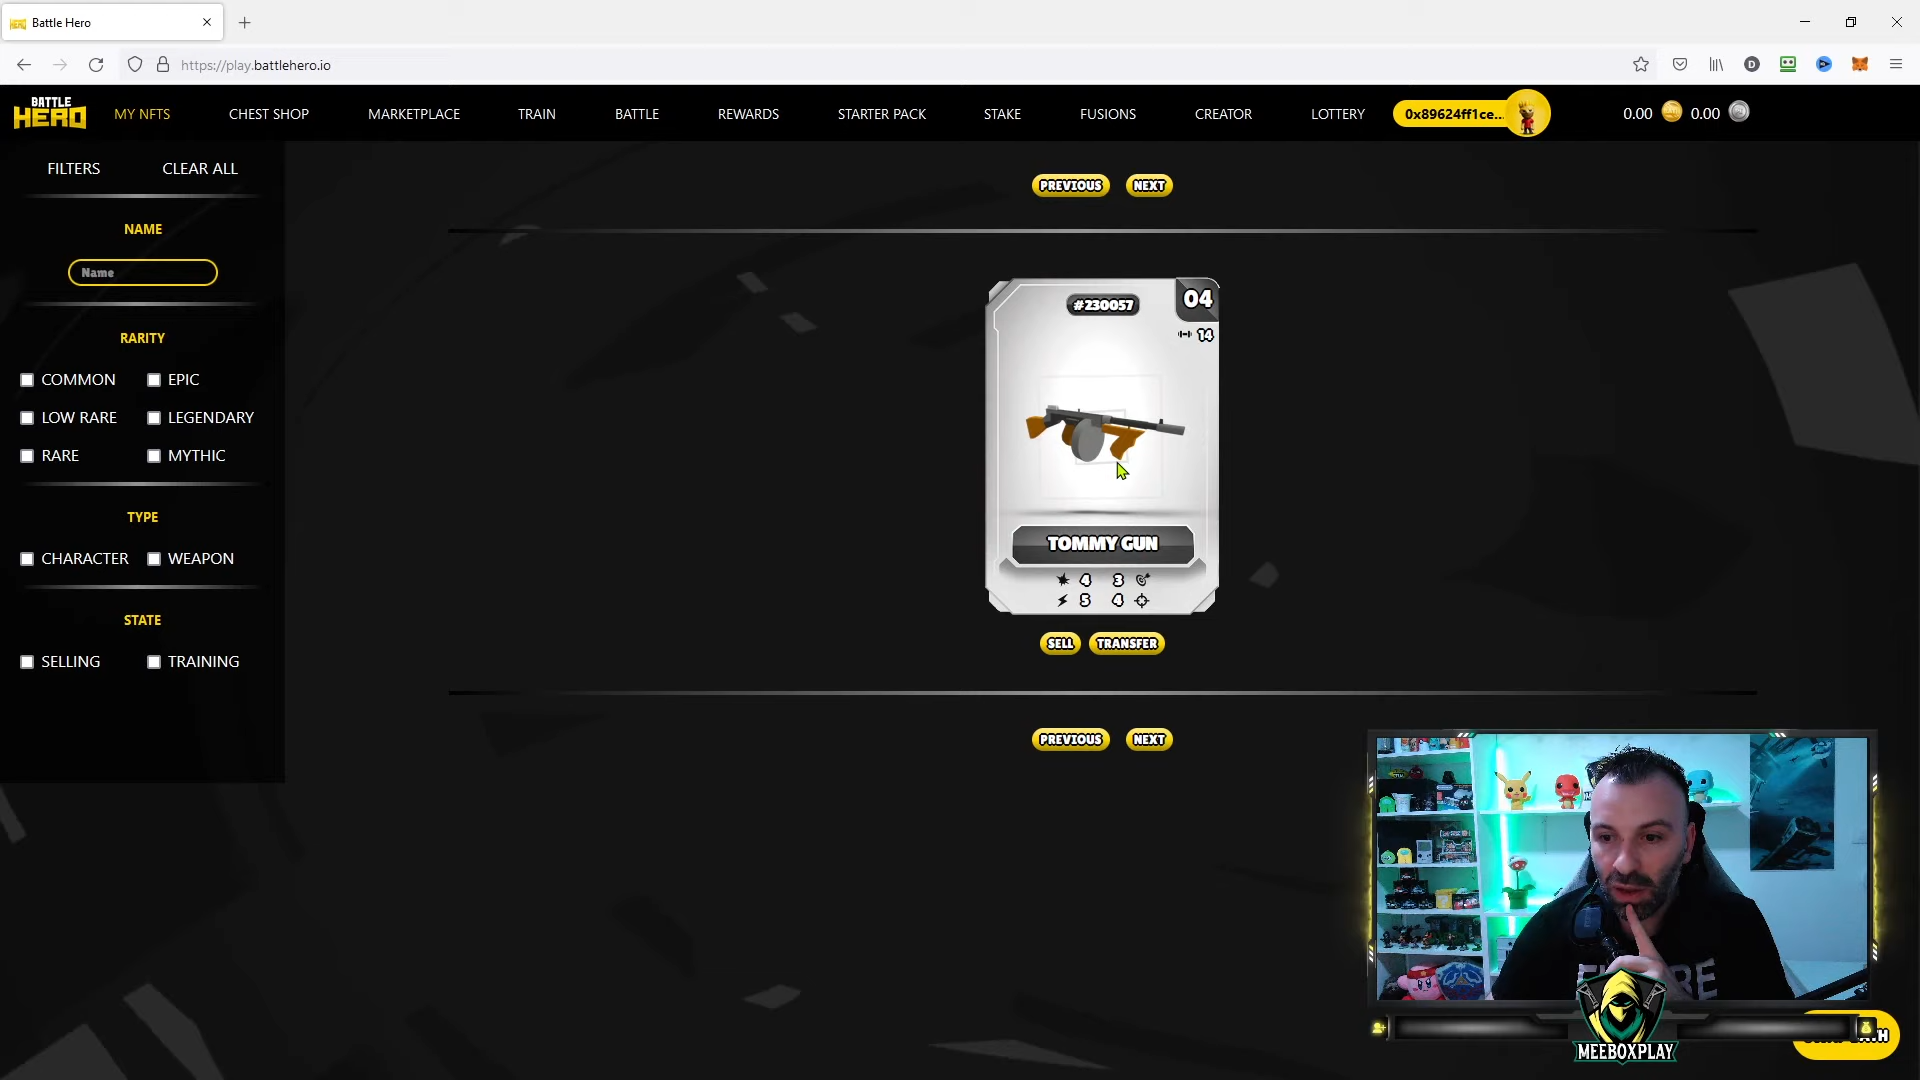 Battle Hero
https://play.battlehero.io
BATTLE
HERO
MY NFTS
CHEST SHOP
MARKETPLACE
TRAIN
BATTLE
REWARDS
STARTER PACK
STAKE
FUSIONS
CREATOR
LOTTERY
0x89624ff1ce...
0.00
0.00
FILTERS
CLEAR ALL
NAME
Name
RARITY
COMMON
EPIC
LOW RARE
LEGENDARY
RARE
MYTHIC
TYPE
CHARACTER
WEAPON
STATE
SELLING
TRAINING
PREVIOUS
NEXT
#230057
04
14
TOMMY GUN
4 3
5 4
SELL
TRANSFER
PREVIOUS
NEXT
MEEBOXPLAY